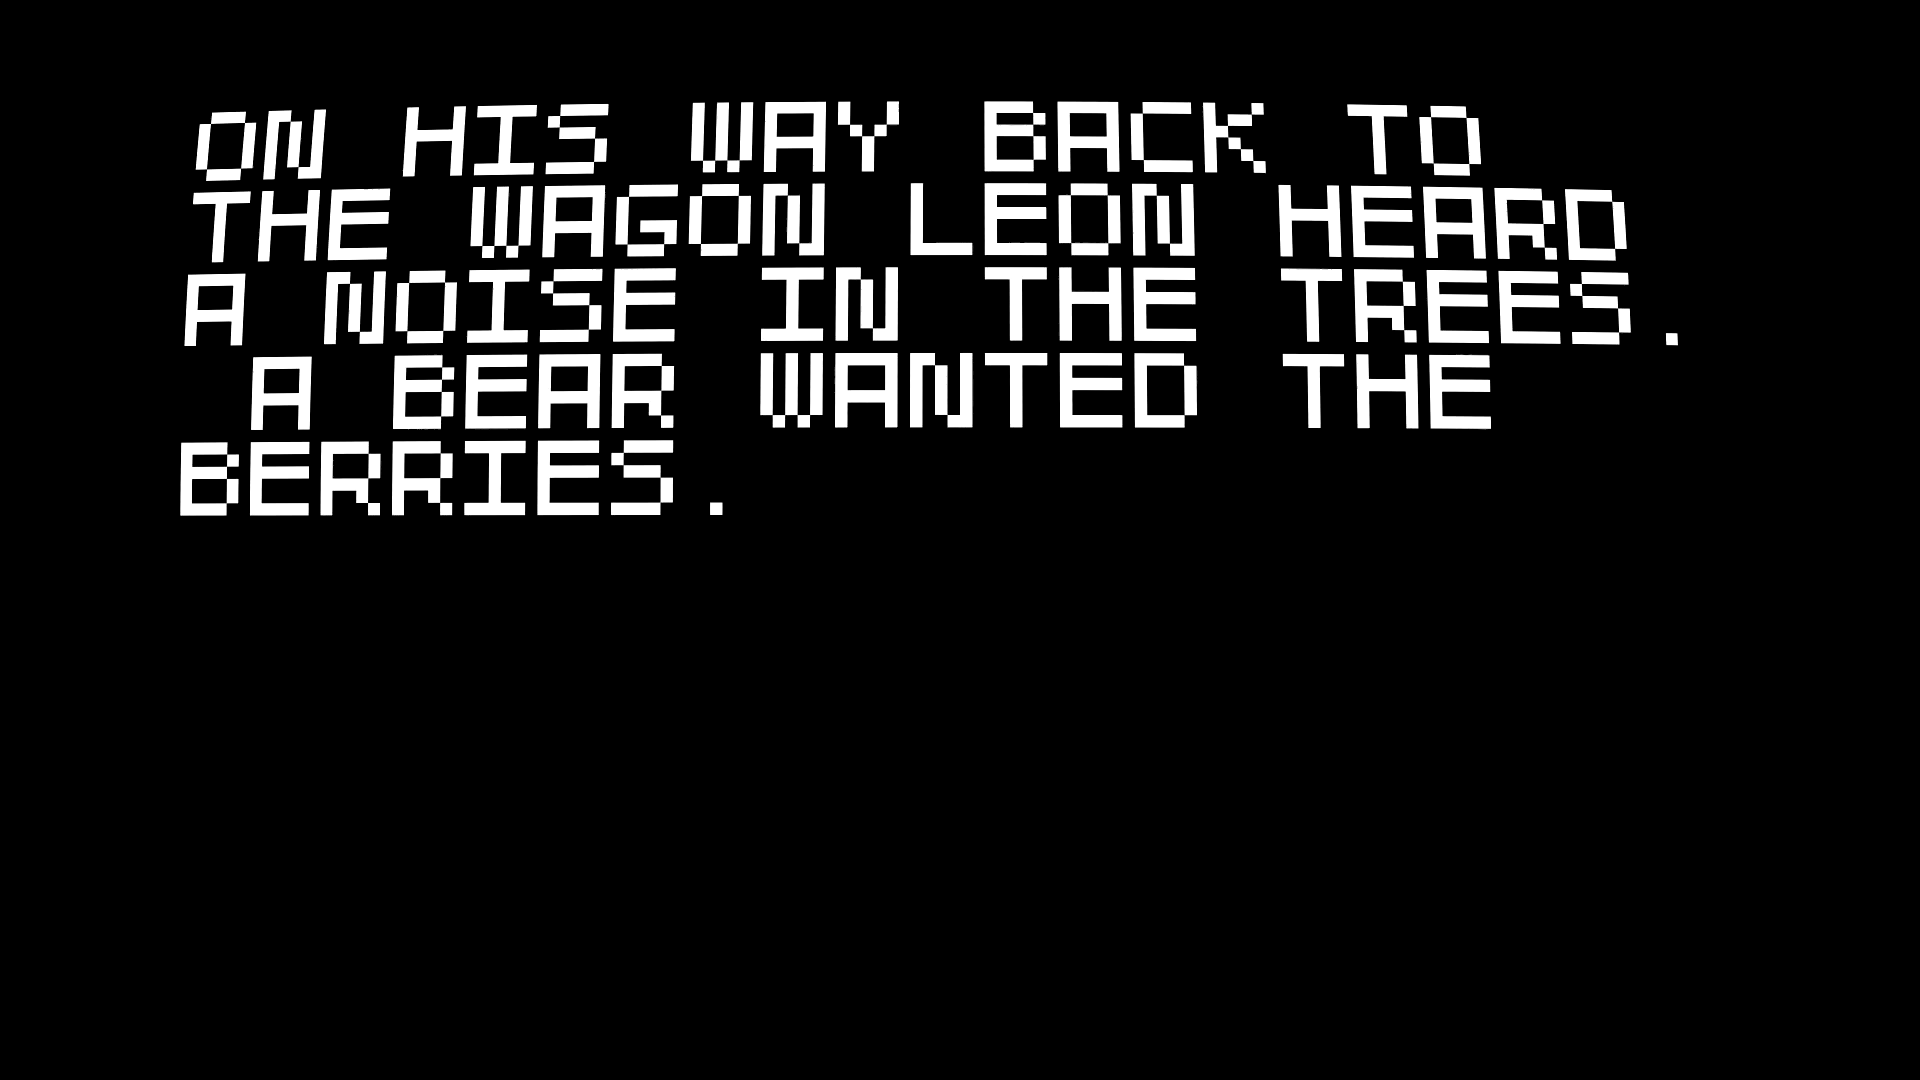 ON HIS WAY BACK TO
THE WAGON LEON HEARD
A NOISE IN THE TREES.
A BEAR WANTED THE
BERRIES.